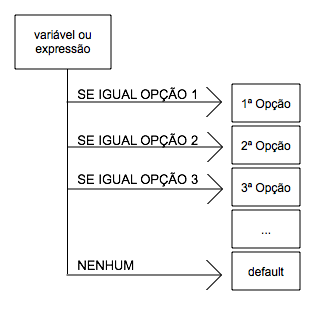 variável ou
expressão
SE IGUAL OPÇÃO 1
1ª Opção
SE IGUAL OPÇÃO 2
2ª Opção
SE IGUAL OPÇÃO 3
3ª Opção
...
NENHUM
default